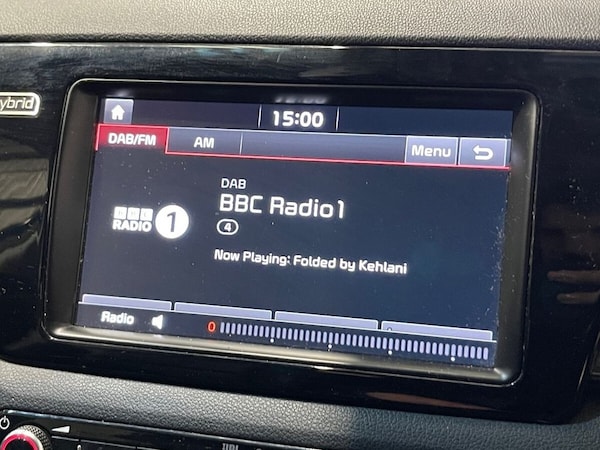 ybrid
15:00
DAB/FM
AM
Menu
DAB
BBC Radio 1
4
BBC
RADIO 1
Now Playing: Folded by Kehlani
Radio
0
JBL